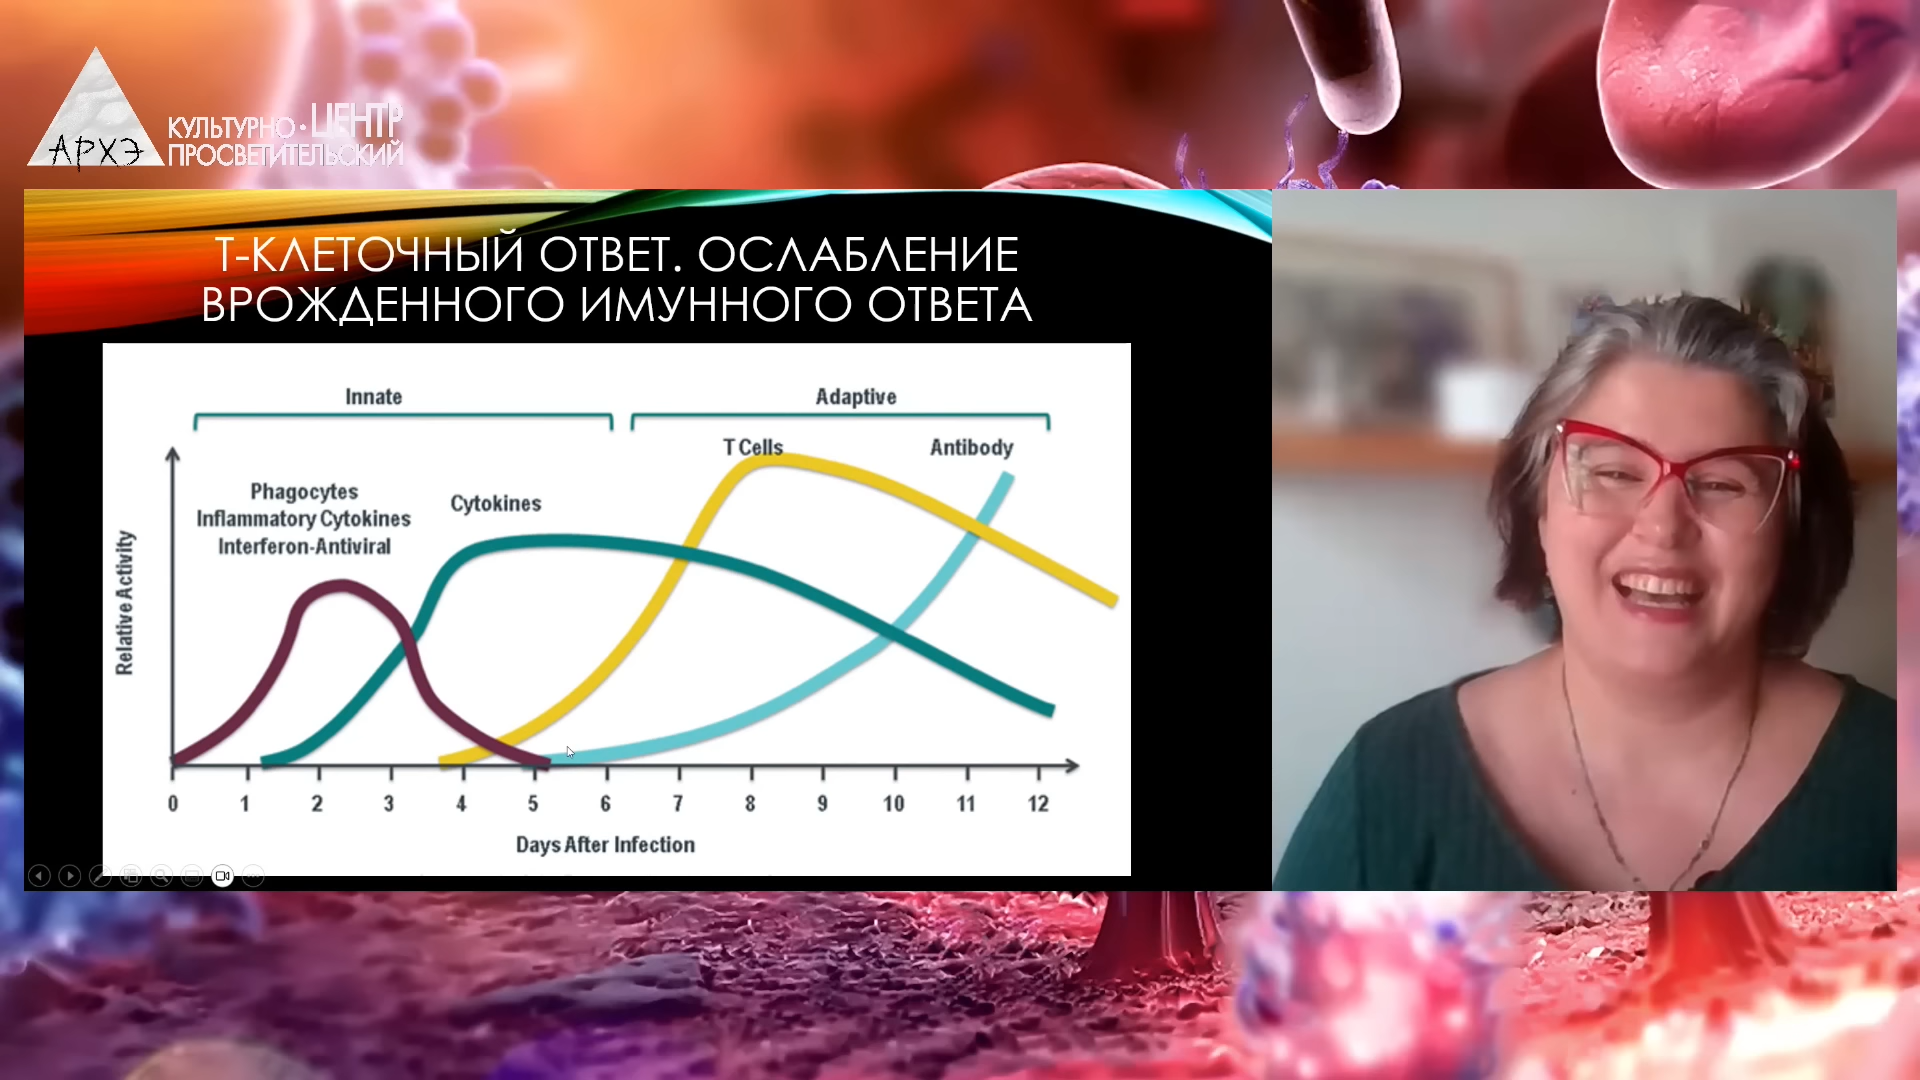 АРХЭ
КУЛЬТУРНО·ЦЕНТР
ПРОСВЕТИТЕЛЬСКИЙ
Т-КЛЕТОЧНЫЙ ОТВЕТ. ОСЛАБЛЕНИЕ
ВРОЖДЕННОГО ИМУННОГО ОТВЕТА
Innate
Adaptive
T Cells
Antibody
Phagocytes
Inflammatory Cytokines
Interferon-Antiviral
Cytokines
Relative Activity
0 1 2 3 4 5 6 7 8 9 10 11 12
Days After Infection